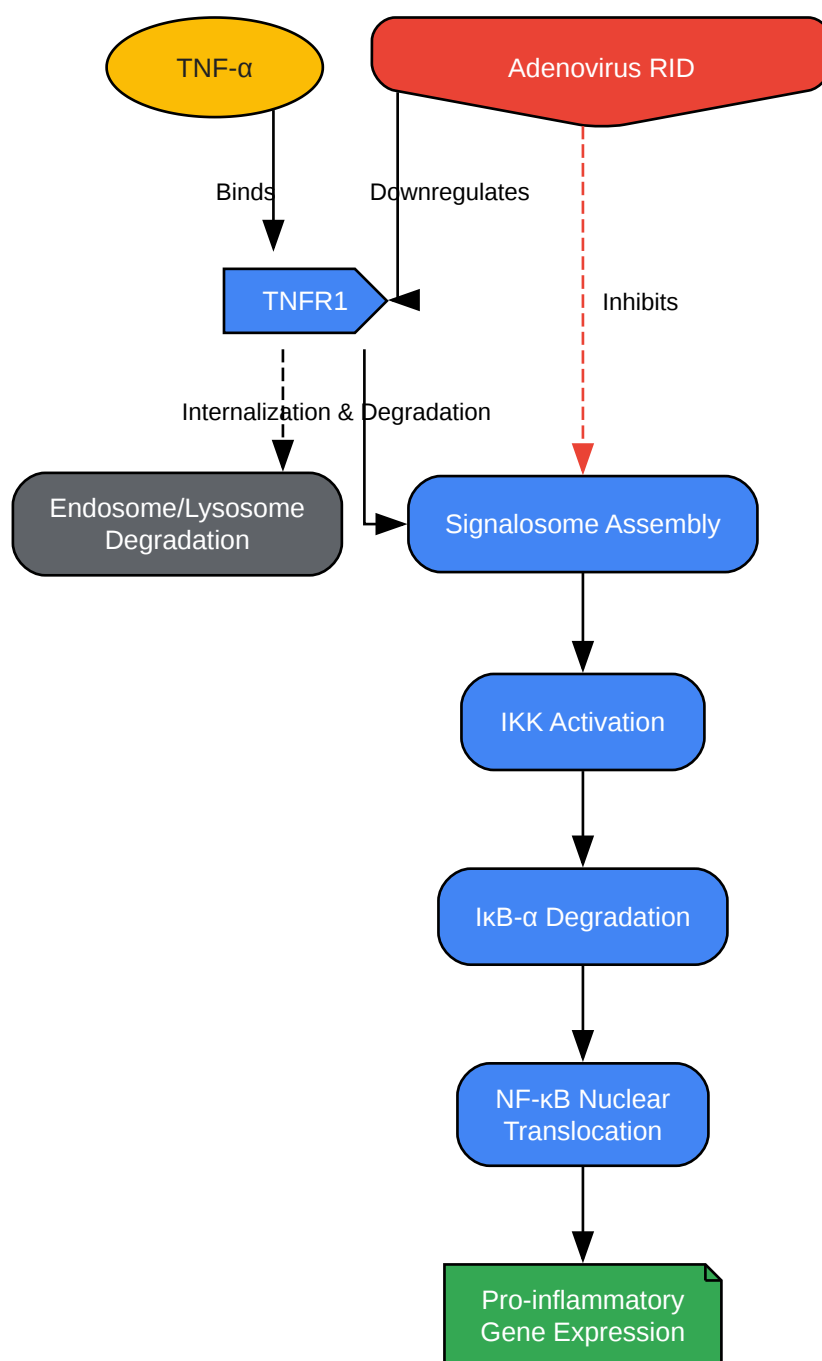 TNF-α
Adenovirus RID
Binds
Downregulates
TNFR1
Inhibits
Internalization & Degradation
Endosome/Lysosome
Degradation
Signalosome Assembly
IKK Activation
IκB-α Degradation
NF-κB Nuclear
Translocation
Pro-inflammatory
Gene Expression